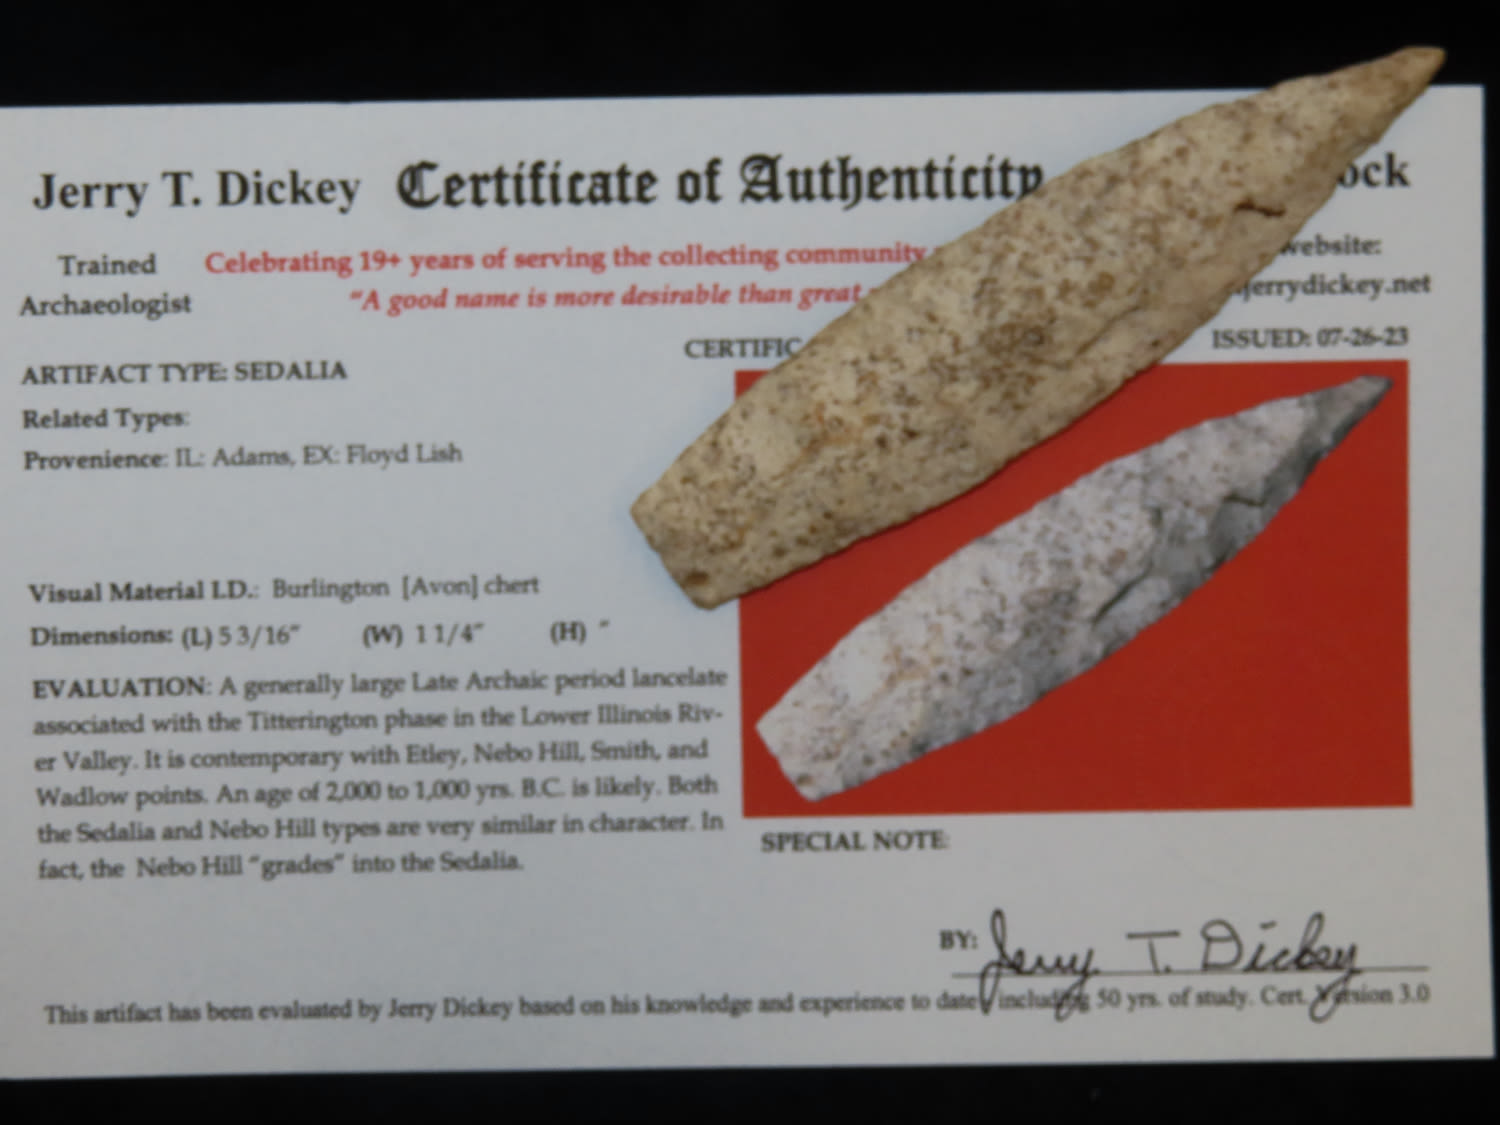 Jerry T. Dickey Certificate of Authenticity ock
Trained Celebrating 19+ years of serving the collecting community website:
Archaeologist "A good name is more desirable than great jerrydickey.net
CERTIFIC ISSUED: 07-26-23
ARTIFACT TYPE: SEDALIA
Related Types:
Provenience: IL: Adams, EX: Floyd Lish
Visual Material I.D.: Burlington [Avon] chert
Dimensions: (L) 5 3/16" (W) 1 1/4" (H) "
EVALUATION: A generally large Late Archaic period lancelate
associated with the Titterington phase in the Lower Illinois Riv-
er Valley. It is contemporary with Etley, Nebo Hill, Smith, and
Wadlow points. An age of 2,000 to 1,000 yrs. B.C. is likely. Both
the Sedalia and Nebo Hill types are very similar in character. In
fact, the Nebo Hill "grades" into the Sedalia.
SPECIAL NOTE:
BY: Jerry T. Dickey
This artifact has been evaluated by Jerry Dickey based on his knowledge and experience to date including 50 yrs. of study. Cert. Version 3.0